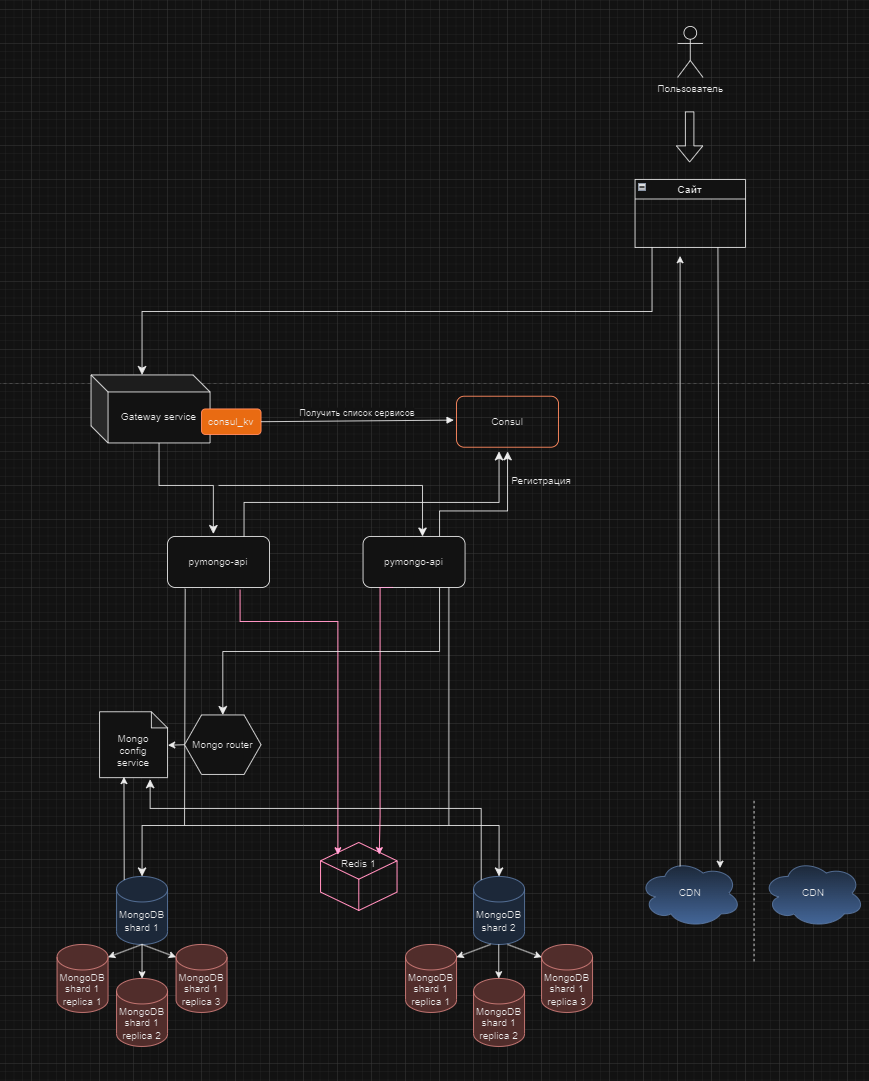 Пользователь
Сайт
Gateway service
consul_kv
Получить список сервисов
Consul
Регистрация
pymongo-api
pymongo-api
Mongo
config
service
Mongo router
Redis 1
MongoDB
shard 1
MongoDB
shard 2
CDN
CDN
MongoDB
shard 1
replica 1
MongoDB
shard 1
replica 2
MongoDB
shard 1
replica 3
MongoDB
shard 1
replica 1
MongoDB
shard 1
replica 2
MongoDB
shard 1
replica 3